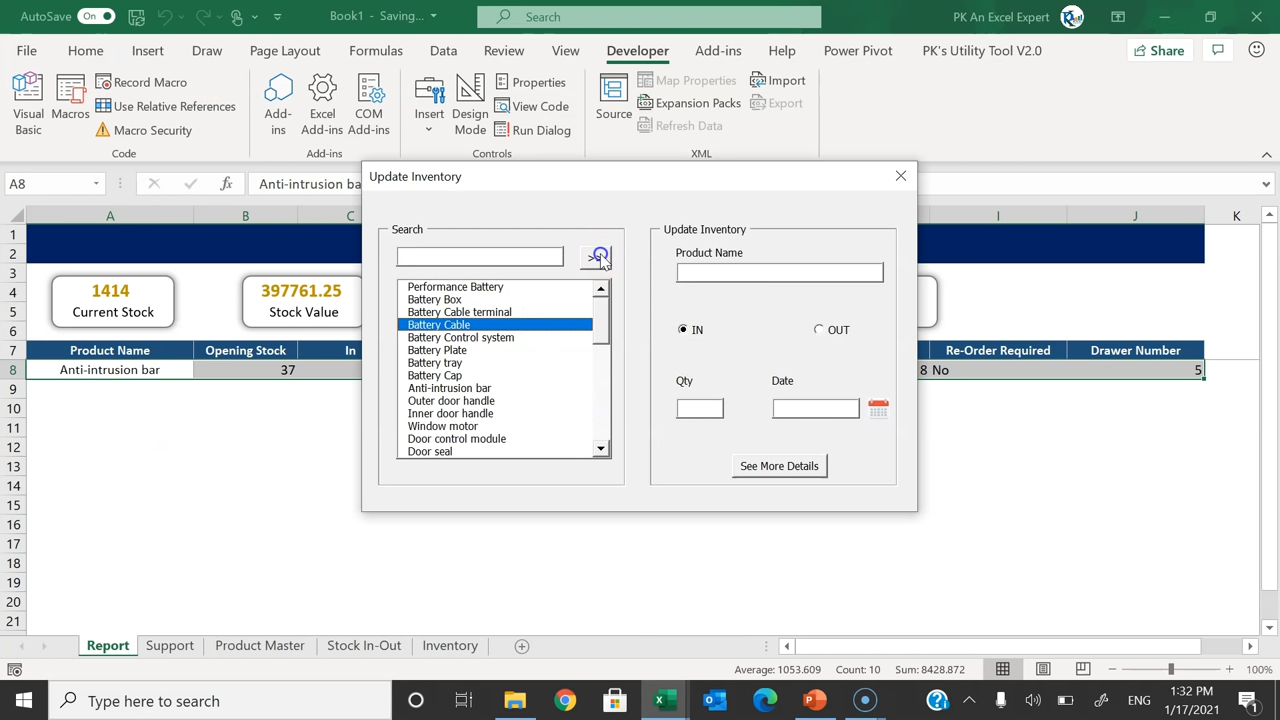 AutoSave On Book1 - Saving... Search PK An Excel Expert
File Home Insert Draw Page Layout Formulas Data Review View Developer Add-ins Help Power Pivot PK's Utility Tool V2.0 Share
Visual Basic
Macros
Record Macro
Use Relative References
Macro Security
Code
Add-ins
Excel Add-ins
COM Add-ins
Add-ins
Insert
Design Mode
Properties
View Code
Run Dialog
Controls
Source
Map Properties
Expansion Packs
Refresh Data
Import
Export
XML
A8 fx Anti-intrusion ba
A B C I J K
1
2
3
4
5
6
7
8
9
10
11
12
13
14
15
16
17
18
19
20
21
1414
Current Stock
397761.25
Stock Value
Product Name Opening Stock In Re-Order Required Drawer Number
Anti-intrusion bar 37 8 No 5
Update Inventory
Search
Performance Battery
Battery Box
Battery Cable terminal
Battery Cable
Battery Control system
Battery Plate
Battery tray
Battery Cap
Anti-intrusion bar
Outer door handle
Inner door handle
Window motor
Door control module
Door seal
Update Inventory
Product Name
IN OUT
Qty Date
See More Details
Report Support Product Master Stock In-Out Inventory
Average: 1053.609 Count: 10 Sum: 8428.872 100%
Type here to search
ENG
1:32 PM
1/17/2021
1